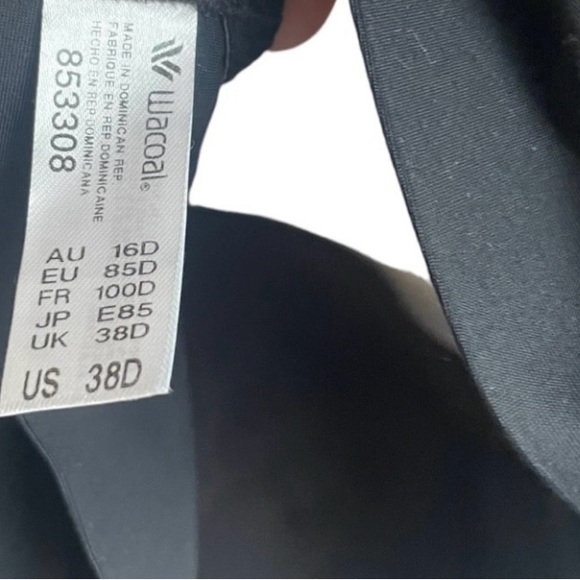 Wacoal®
MADE IN DOMINICAN REP
FABRIQUE EN REP. DOMINICAINE
HECHO EN REP. DOMINICANA
853308
AU 16D
EU 85D
FR 100D
JP E85
UK 38D
US 38D